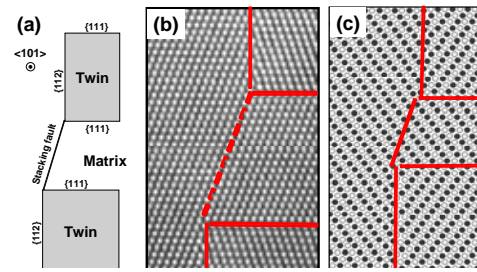 (a)
{111}
<101>
{112}
Twin
{111}
Stacking fault
Matrix
{111}
{112}
Twin
(b)
(c)